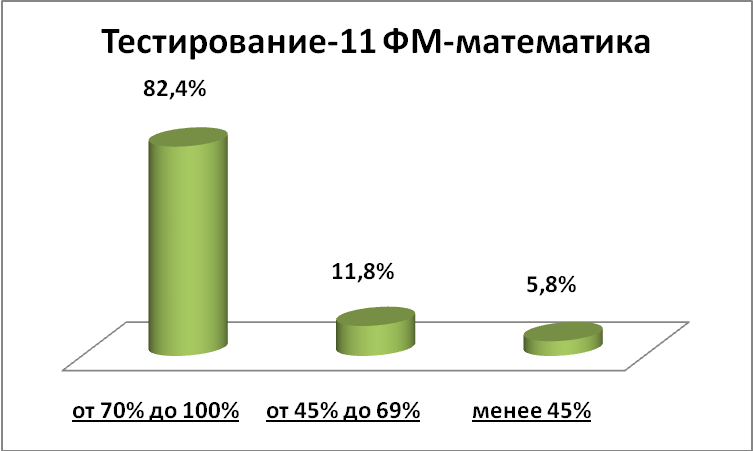 Тестирование-11 ФМ-математика
82,4%
11,8%
5,8%
от 70% до 100%
от 45% до 69%
менее 45%